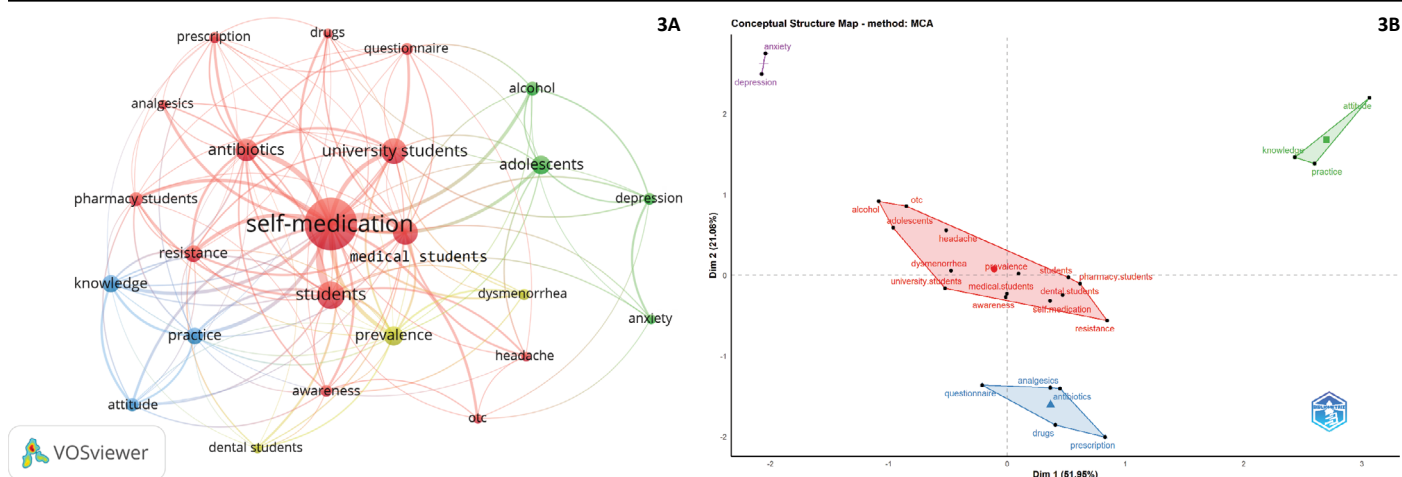 3A
drugs
prescription
questionnaire
alcohol
analgesics
antibiotics
university students
adolescents
pharmacy students
depression
self-medication
resistance
medical students
knowledge
students
dysmenorrhea
anxiety
practice
prevalence
headache
awareness
attitude
otc
dental students
VOSviewer
Conceptual Structure Map - method: MCA
3B
anxiety
depression
attitude
knowledge
practice
alcohol
otc
adolescents
headache
dysmenorrhea
prevalence
students
pharmacy.students
university.students
medical.students
dental.students
awareness
self.medication
resistance
analgesics
questionnaire
antibiotics
drugs
prescription
Dim 2 (21.06%)
2
1
0
-1
-2
-2
-1
0
1
2
3
Dim 1 (51.95%)
BIBLIOMETRIX